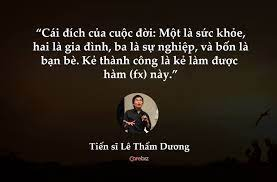 “Cái đích của cuộc đời: Một là sức khỏe,
hai là gia đình, ba là sự nghiệp, và bốn là
bạn bè. Kẻ thành công là kẻ làm được
hàm (fx) này.”
Tiến sĩ Lê Thẩm Dương
Carebiz